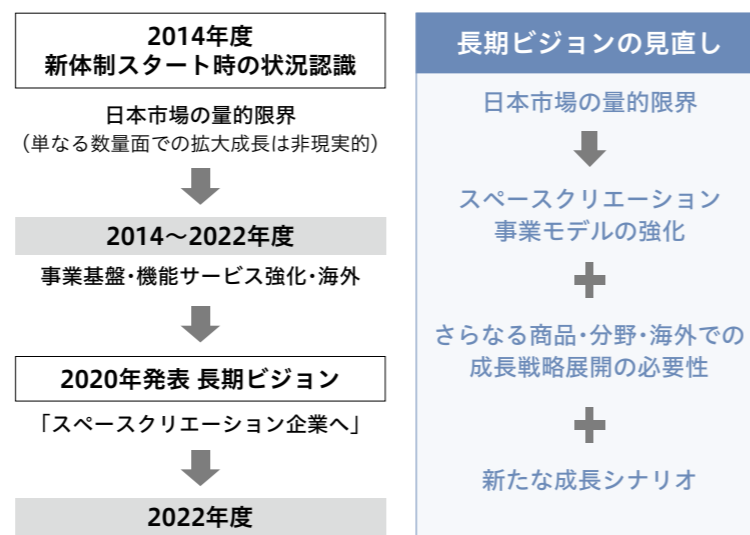 2014年度
新体制スタート時の状況認識
日本市場の量的限界
（単なる数量面での拡大成長は非現実的）
2014～2022年度
事業基盤・機能サービス強化・海外
2020年発表 長期ビジョン
「スペースクリエーション企業へ」
2022年度
長期ビジョンの見直し
日本市場の量的限界
スペースクリエーション
事業モデルの強化
さらなる商品・分野・海外での
成長戦略展開の必要性
新たな成長シナリオ